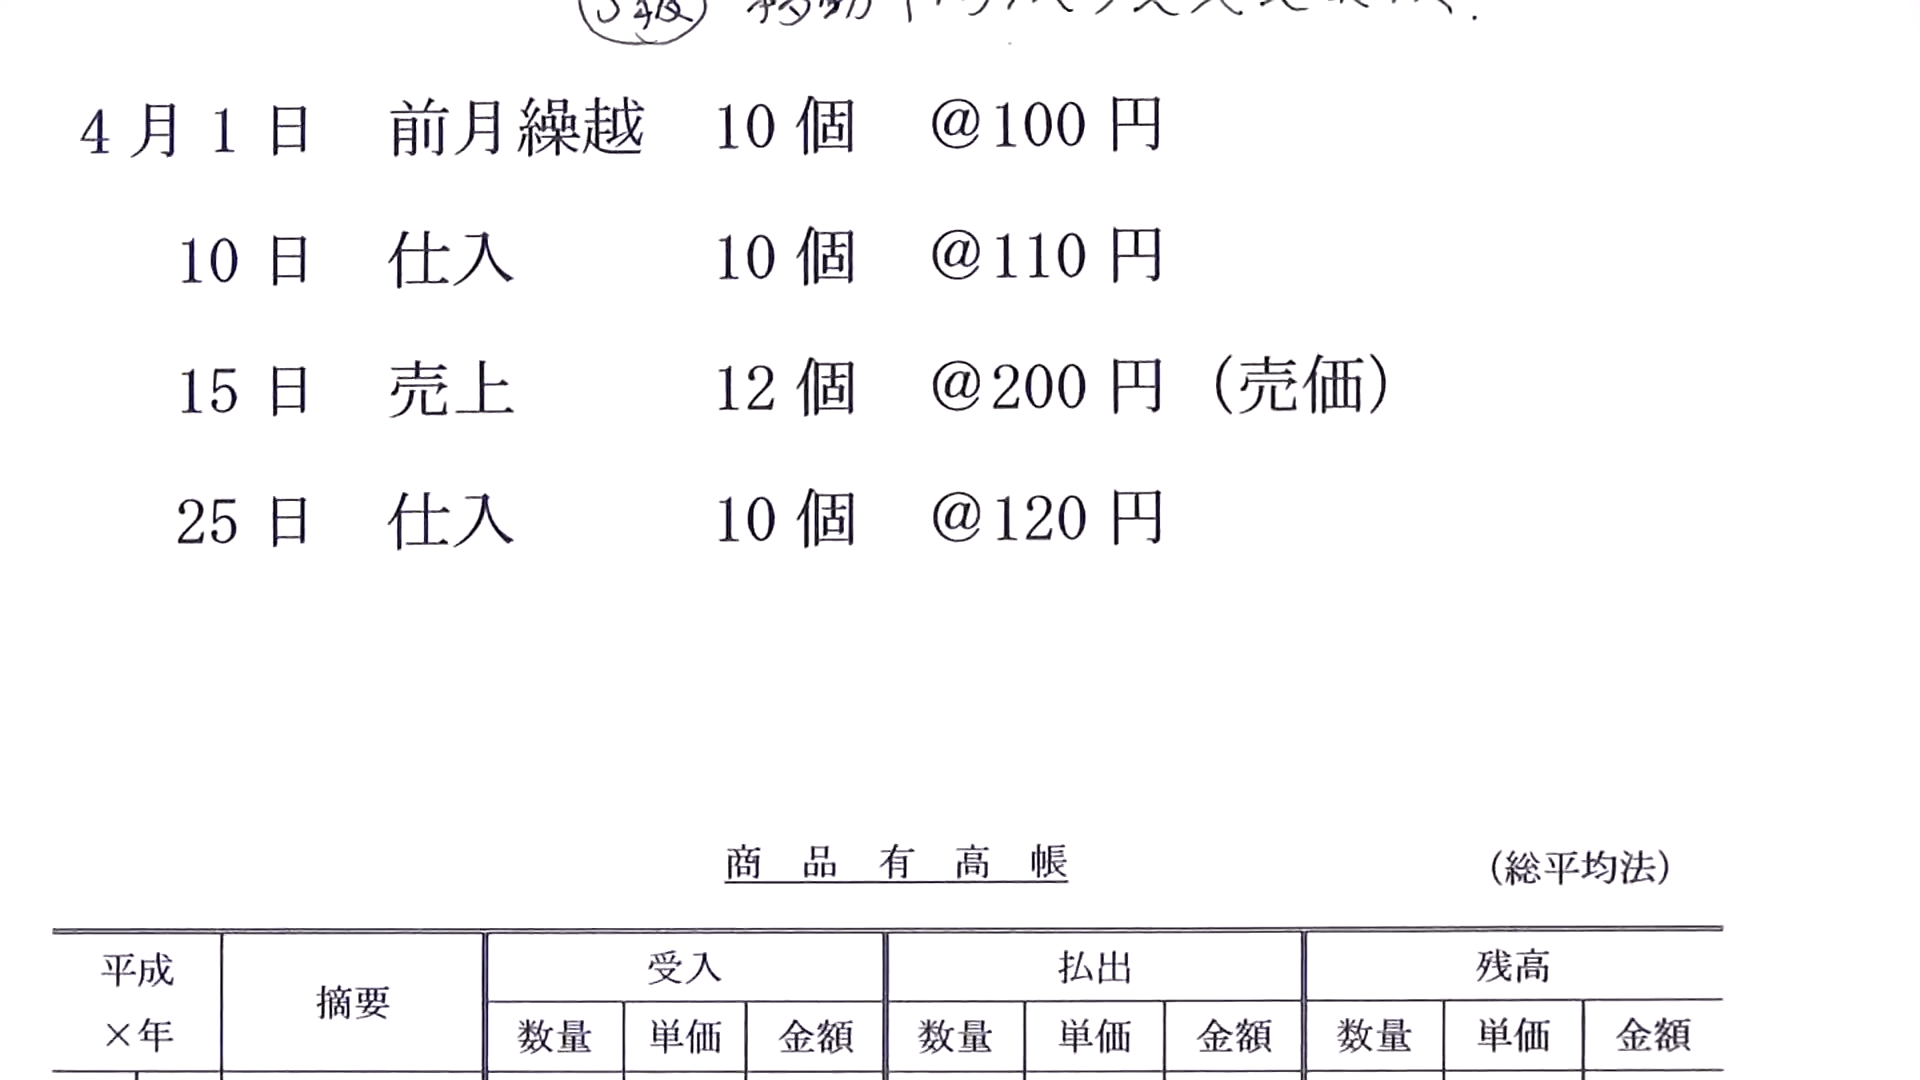 3級 移動
4月1日 前月繰越 10個 @100円
10日 仕入 10個 @110円
15日 売上 12個 @200円 (売価)
25日 仕入 10個 @120円
商品有高帳 (総平均法)
平成 ×年 摘要 受入 払出 残高
数量 単価 金額 数量 単価 金額 数量 単価 金額